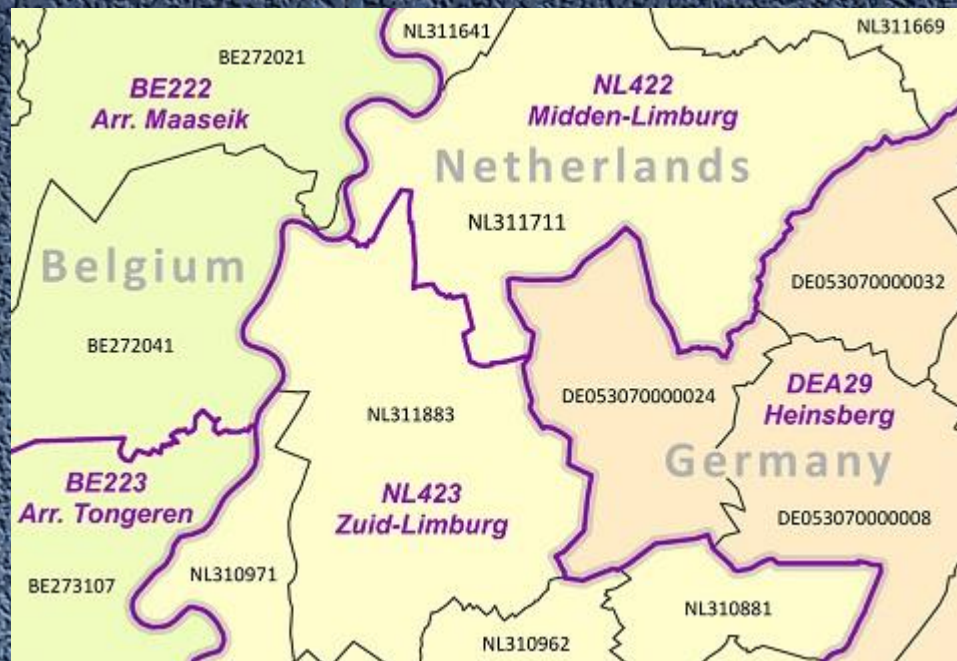 NL311641
NL311669
BE272021
BE222
Arr. Maaseik
NL422
Midden-Limburg
Netherlands
NL311711
Belgium
DE053070000032
BE272041
DEA29
Heinsberg
DE053070000024
NL311883
Germany
BE223
Arr. Tongeren
NL423
Zuid-Limburg
DE053070000008
BE273107
NL310971
NL310881
NL310962